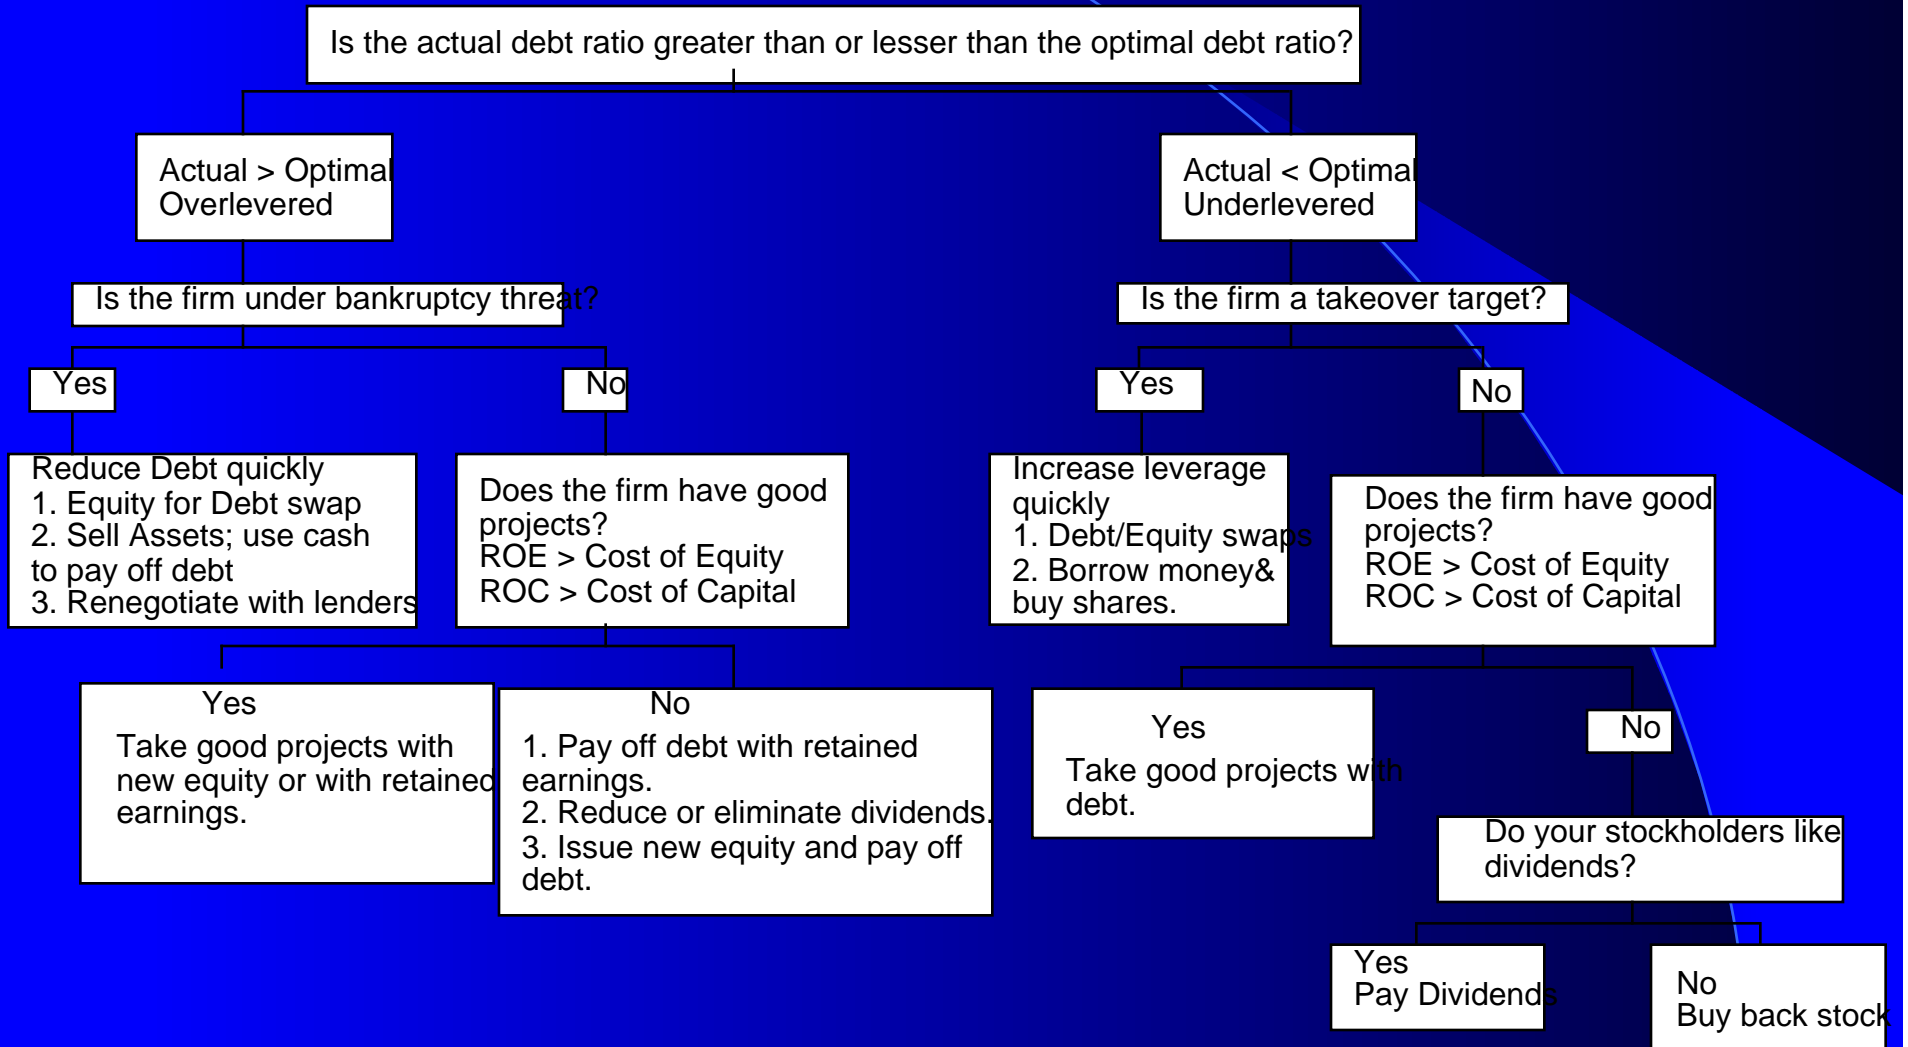 Is the actual debt ratio greater than or lesser than the optimal debt ratio?
Actual > Optimal
Overlevered
Actual < Optimal
Underlevered
Is the firm under bankruptcy threat?
Is the firm a takeover target?
Yes
No
Yes
No
Reduce Debt quickly
1. Equity for Debt swap
2. Sell Assets; use cash
to pay off debt
3. Renegotiate with lenders
Does the firm have good
projects?
ROE > Cost of Equity
ROC > Cost of Capital
Increase leverage
quickly
1. Debt/Equity swaps
2. Borrow money&
buy shares.
Does the firm have good
projects?
ROE > Cost of Equity
ROC > Cost of Capital
Yes
Take good projects with
new equity or with retained
earnings.
No
1. Pay off debt with retained
earnings.
2. Reduce or eliminate dividends.
3. Issue new equity and pay off
debt.
Yes
Take good projects with
debt.
No
Do your stockholders like
dividends?
Yes
Pay Dividends
No
Buy back stock